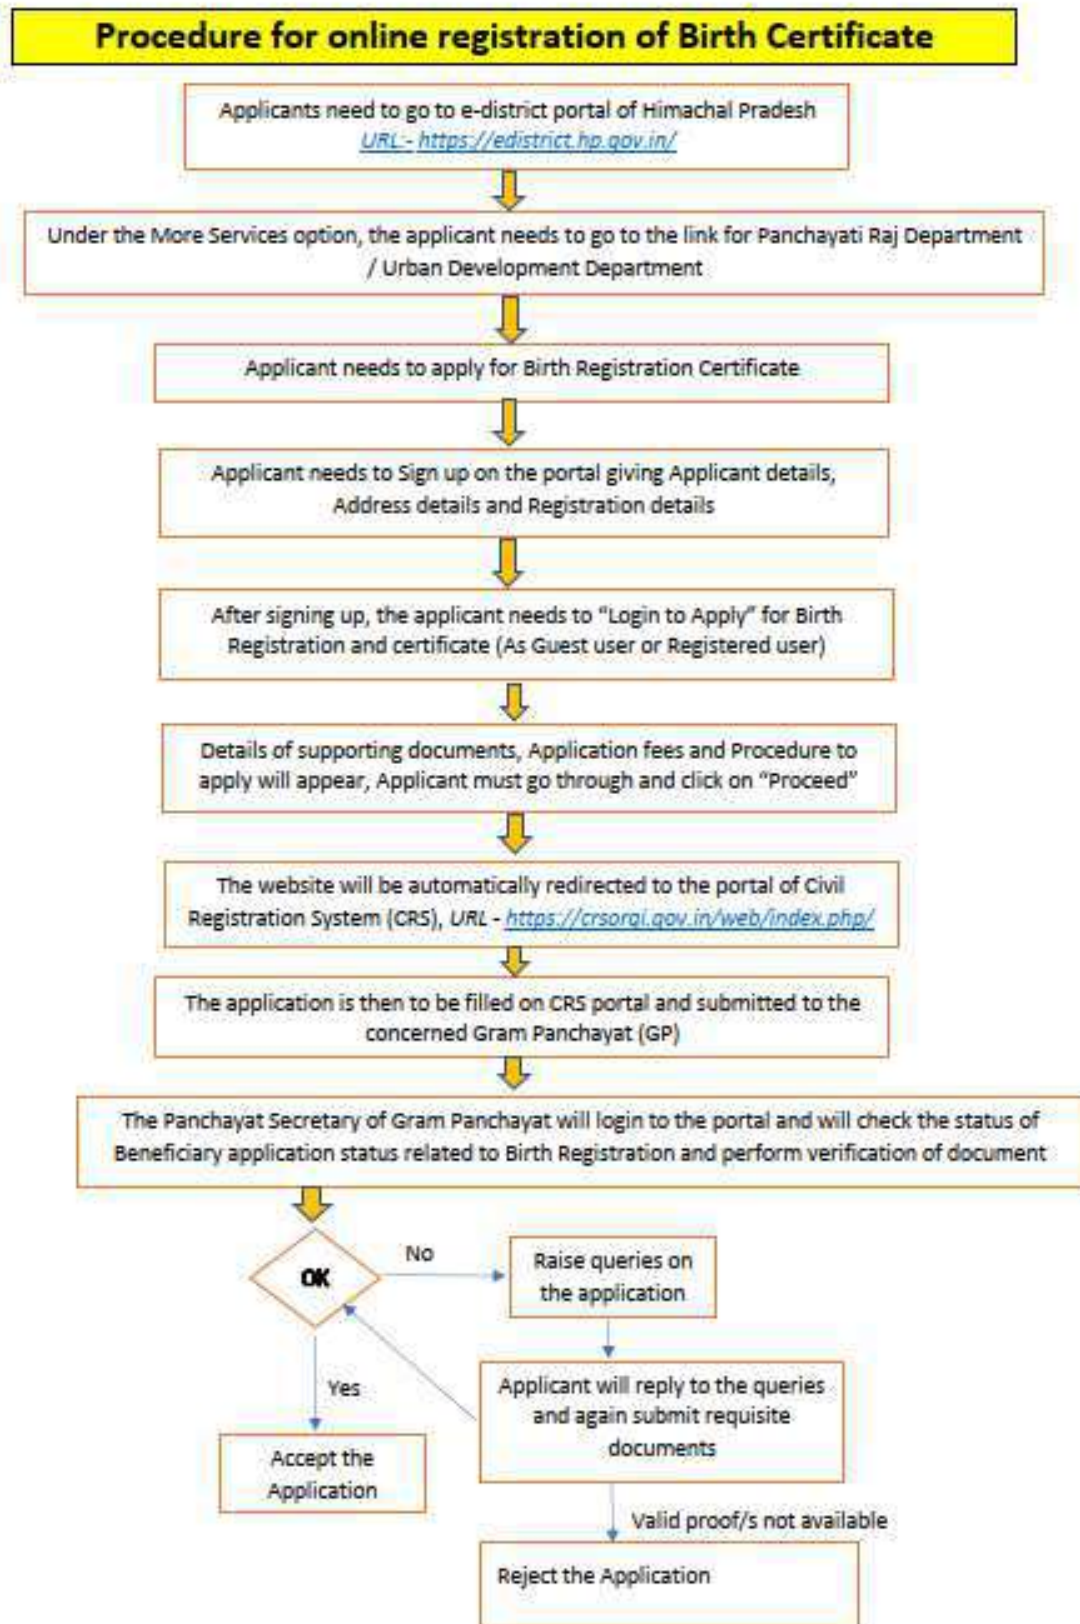 Procedure for online registration of Birth Certificate
Applicants need to go to e-district portal of Himachal Pradesh
URL:- https://edistrict.hp.gov.in/
Under the More Services option, the applicant needs to go to the link for Panchayati Raj Department
/ Urban Development Department
Applicant needs to apply for Birth Registration Certificate
Applicant needs to Sign up on the portal giving Applicant details,
Address details and Registration details
After signing up, the applicant needs to “Login to Apply” for Birth
Registration and certificate (As Guest user or Registered user)
Details of supporting documents, Application fees and Procedure to
apply will appear, Applicant must go through and click on “Proceed”
The website will be automatically redirected to the portal of Civil
Registration System (CRS), URL - https://crsorgi.gov.in/web/index.php/
The application is then to be filled on CRS portal and submitted to the
concerned Gram Panchayat (GP)
The Panchayat Secretary of Gram Panchayat will login to the portal and will check the status of
Beneficiary application status related to Birth Registration and perform verification of document
OK
No
Raise queries on
the application
Yes
Applicant will reply to the queries
and again submit requisite
documents
Accept the
Application
Valid proof/s not available
Reject the Application